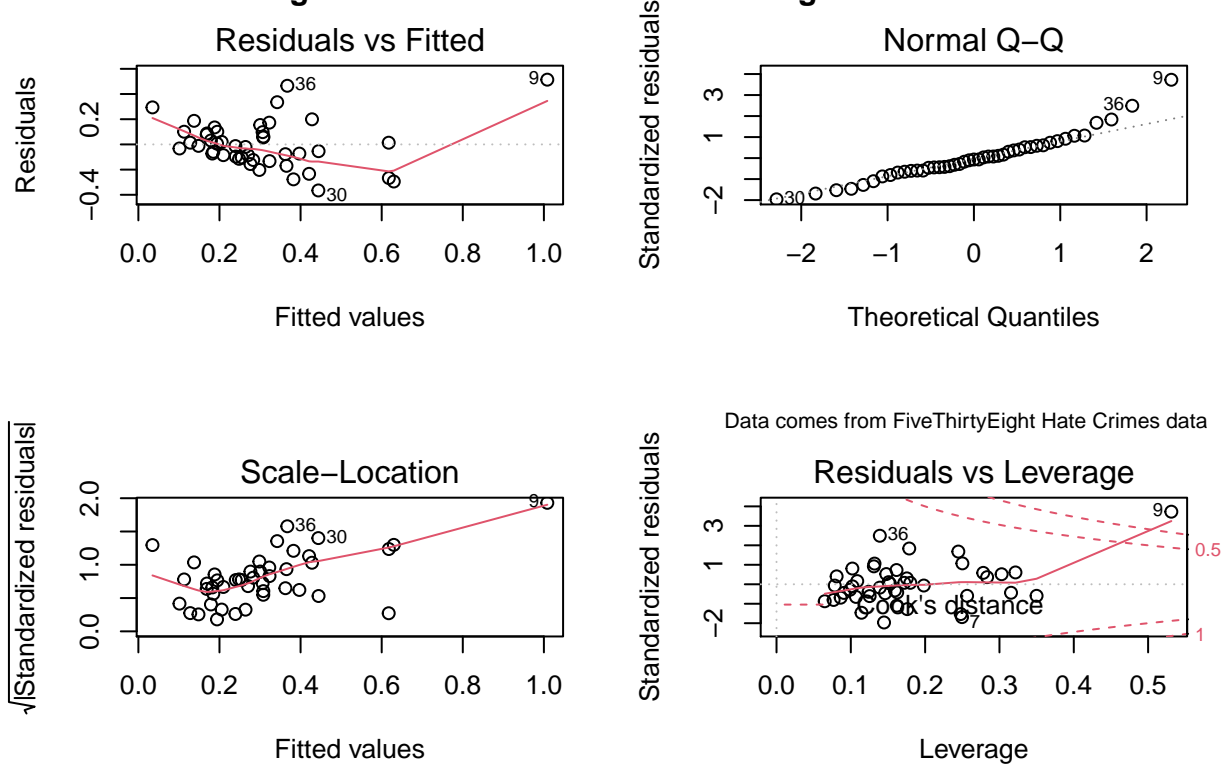 Residuals vs Fitted
Residuals
−0.4 0.2
36
9
30
0.0 0.2 0.4 0.6 0.8 1.0
Fitted values
Normal Q−Q
Standardized residuals
−2 1 3
9
36
30
−2 −1 0 1 2
Theoretical Quantiles
Scale−Location
√|Standardized residuals|
0.0 1.0 2.0
9
36
30
0.0 0.2 0.4 0.6 0.8 1.0
Fitted values
Data comes from FiveThirtyEight Hate Crimes data
Residuals vs Leverage
Standardized residuals
−2 1 3
9
36
0.5
Cook's distance
7
1
0.0 0.1 0.2 0.3 0.4 0.5
Leverage